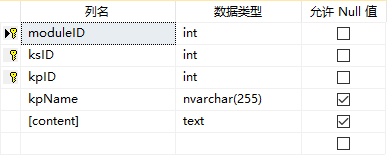 列名 数据类型 允许 Null 值
moduleID int
ksID int
kpID int
kpName nvarchar(255)
[content] text